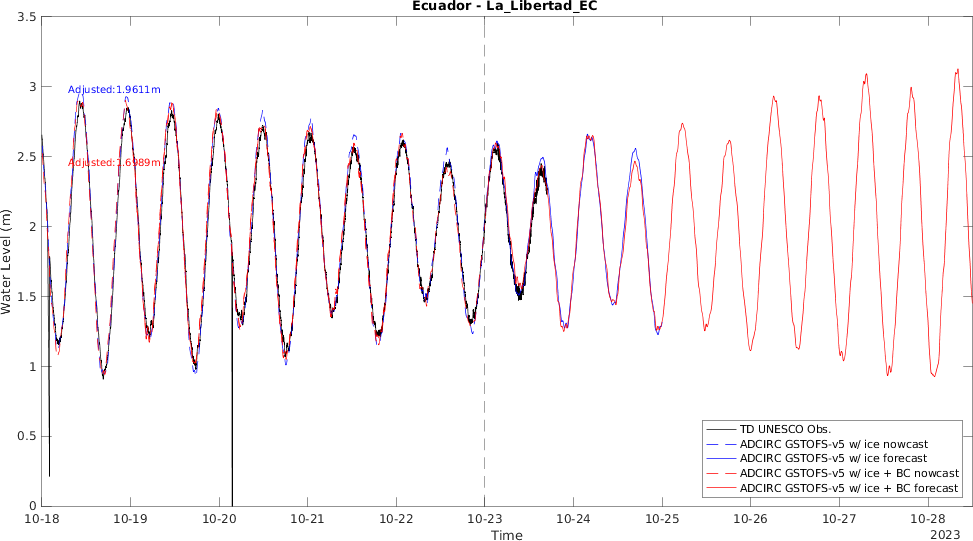 Ecuador - La_Libertad_EC
3.5
3
2.5
2
1.5
1
0.5
0
Water Level (m)
Adjusted:1.9611m
Adjusted:1.6989m
TD UNESCO Obs.
ADCIRC GSTOFS-v5 w/ ice nowcast
ADCIRC GSTOFS-v5 w/ ice forecast
ADCIRC GSTOFS-v5 w/ ice + BC nowcast
ADCIRC GSTOFS-v5 w/ ice + BC forecast
10-18 10-19 10-20 10-21 10-22 10-23 10-24 10-25 10-26 10-27 10-28
2023
Time